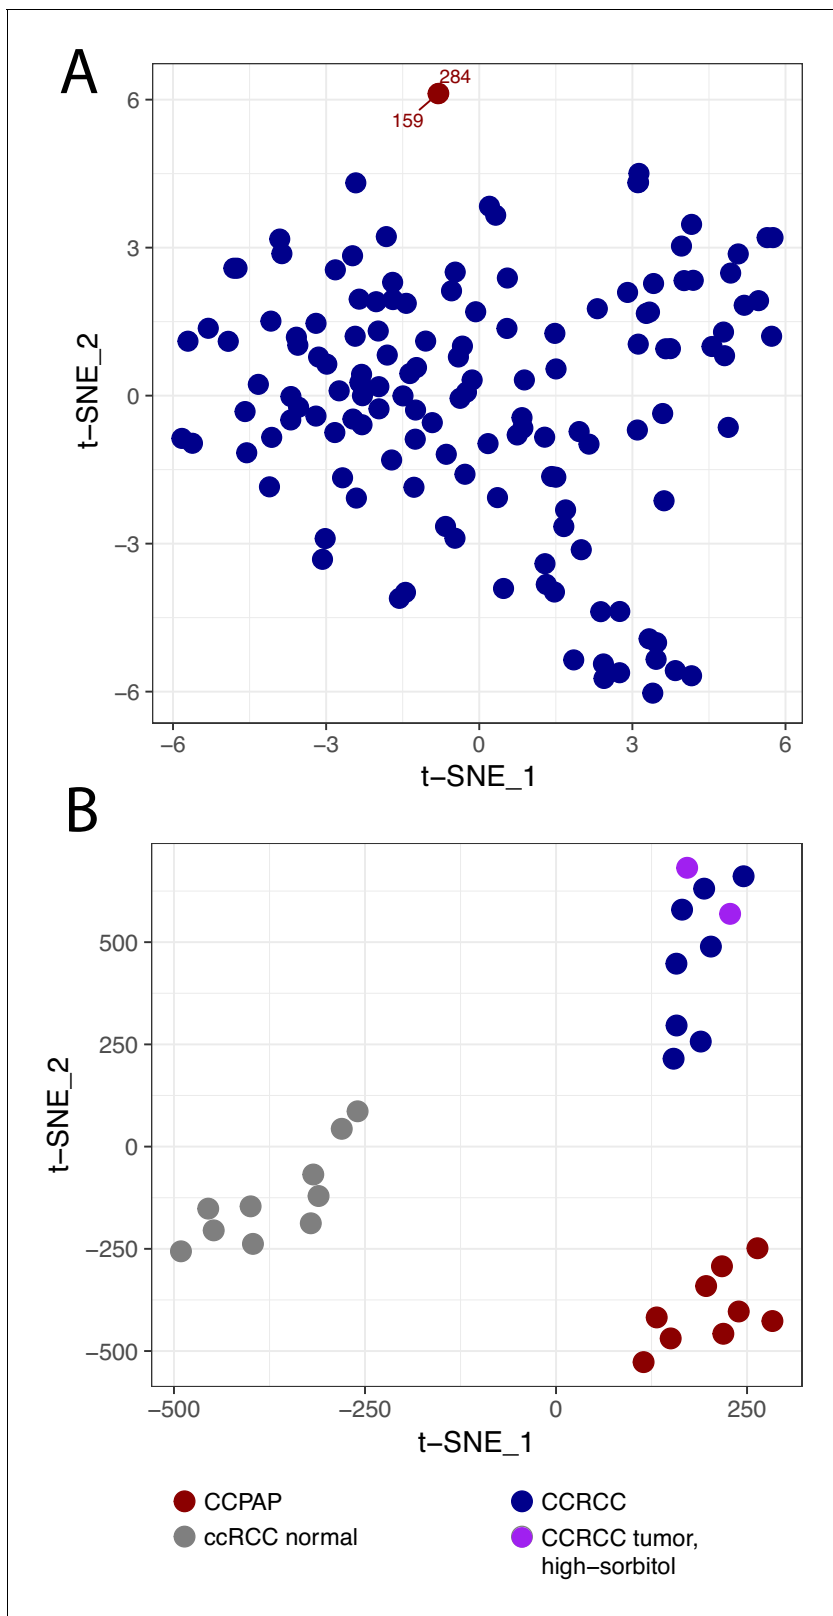 A
284
159
6
3
0
−3
−6
t−SNE_2
−6
−3
0
3
6
t−SNE_1
B
500
250
0
−250
−500
t−SNE_2
−500
−250
0
250
t−SNE_1
CCPAP
CCRCC
ccRCC normal
CCRCC tumor,
high−sorbitol